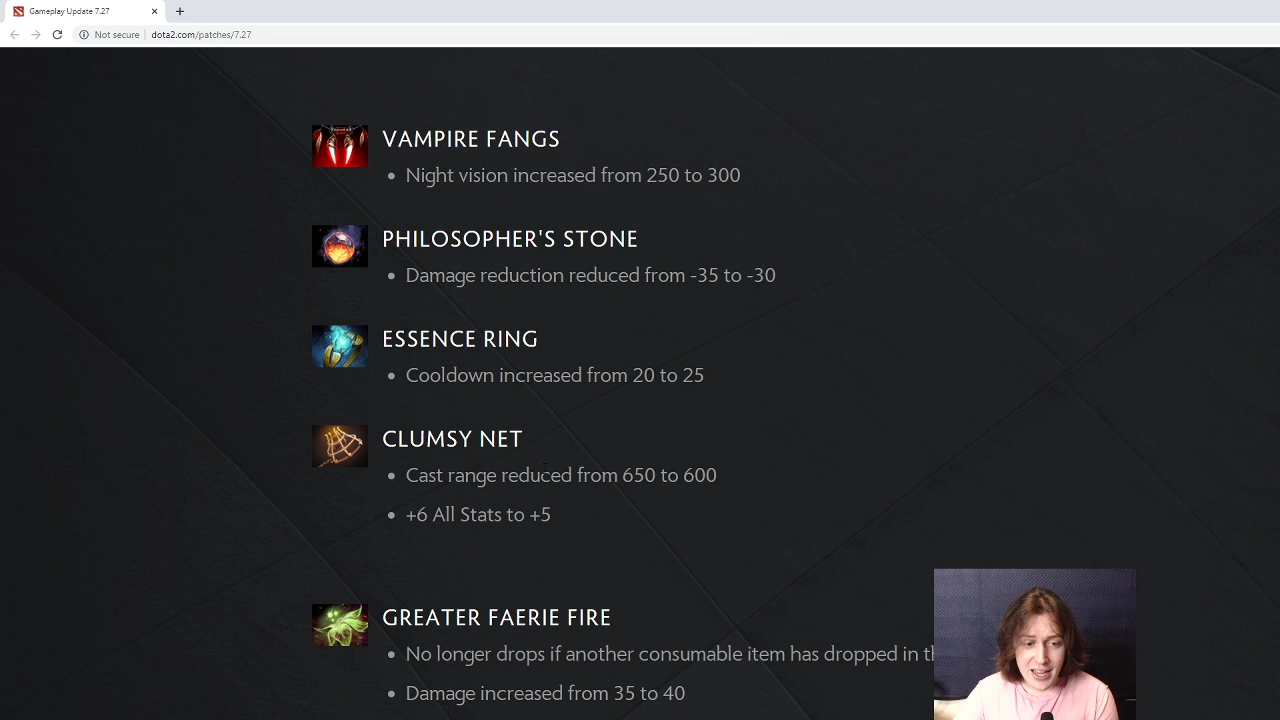 Gameplay Update 7.27
Not secure
dota2.com/patches/7.27
VAMPIRE FANGS
• Night vision increased from 250 to 300
PHILOSOPHER'S STONE
• Damage reduction reduced from -35 to -30
ESSENCE RING
• Cooldown increased from 20 to 25
CLUMSY NET
• Cast range reduced from 650 to 600
• +6 All Stats to +5
GREATER FAERIE FIRE
• No longer drops if another consumable item has dropped in
• Damage increased from 35 to 40